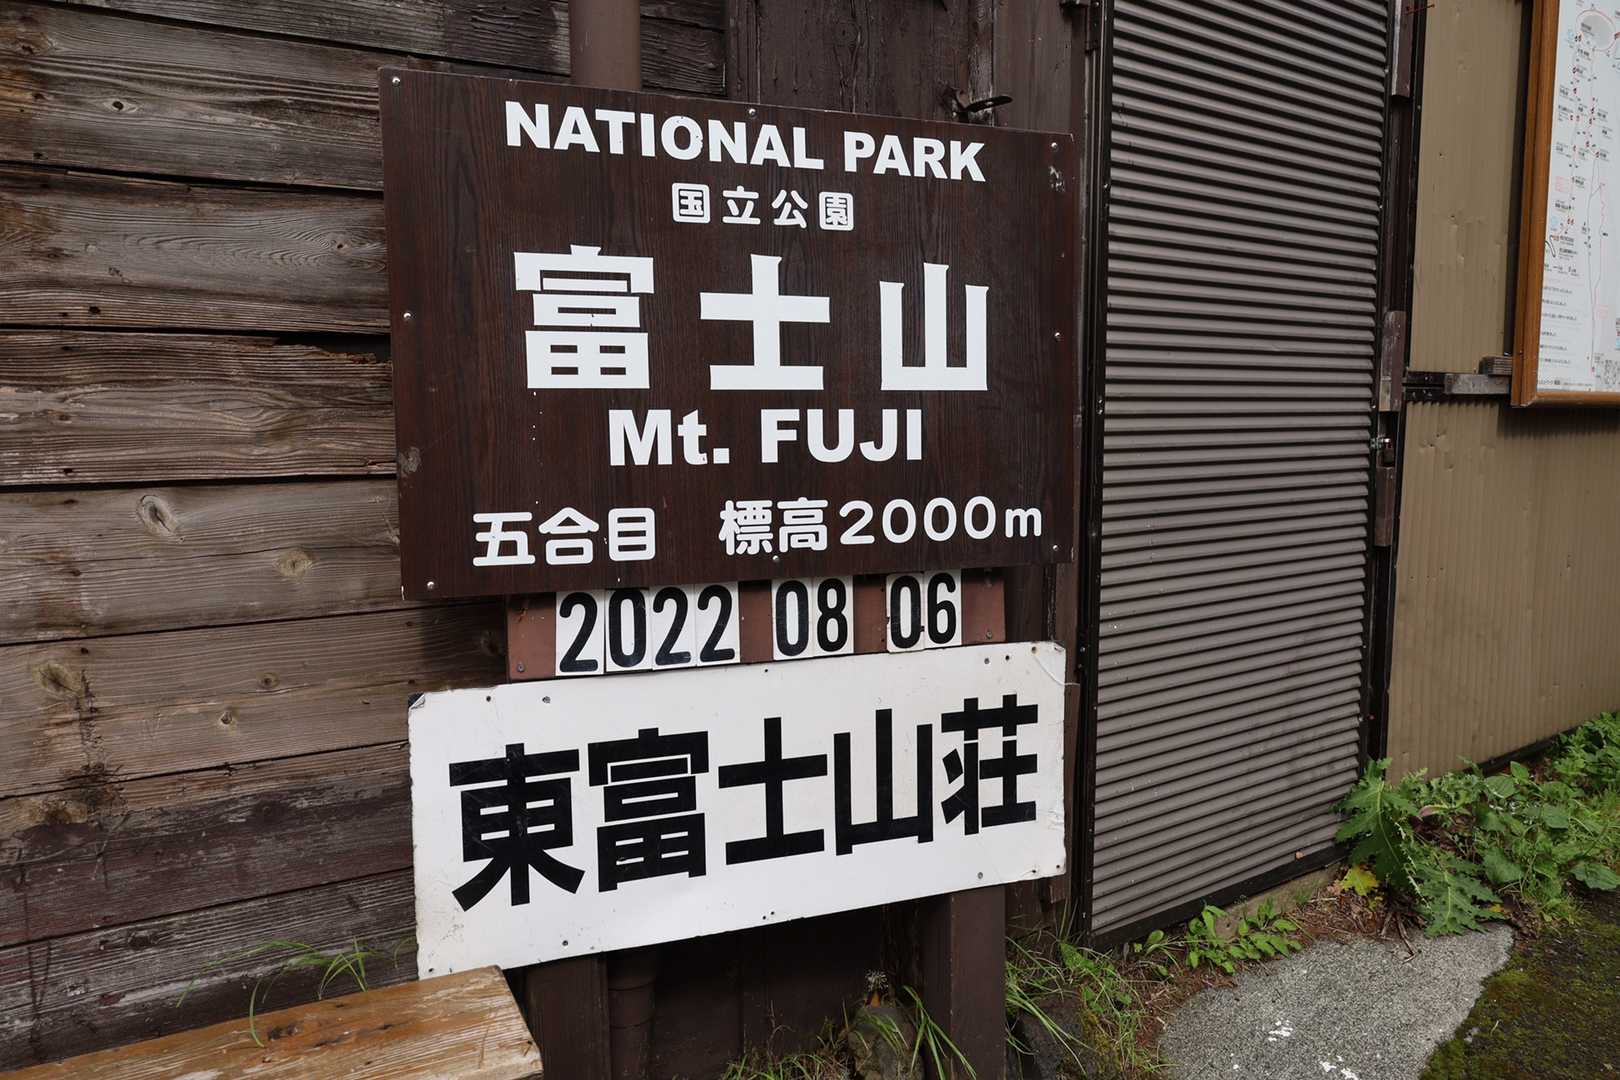 NATIONAL PARK
国立公園
富士山
Mt. FUJI
五合目　標高2000m
2022 08 06
東富士山荘